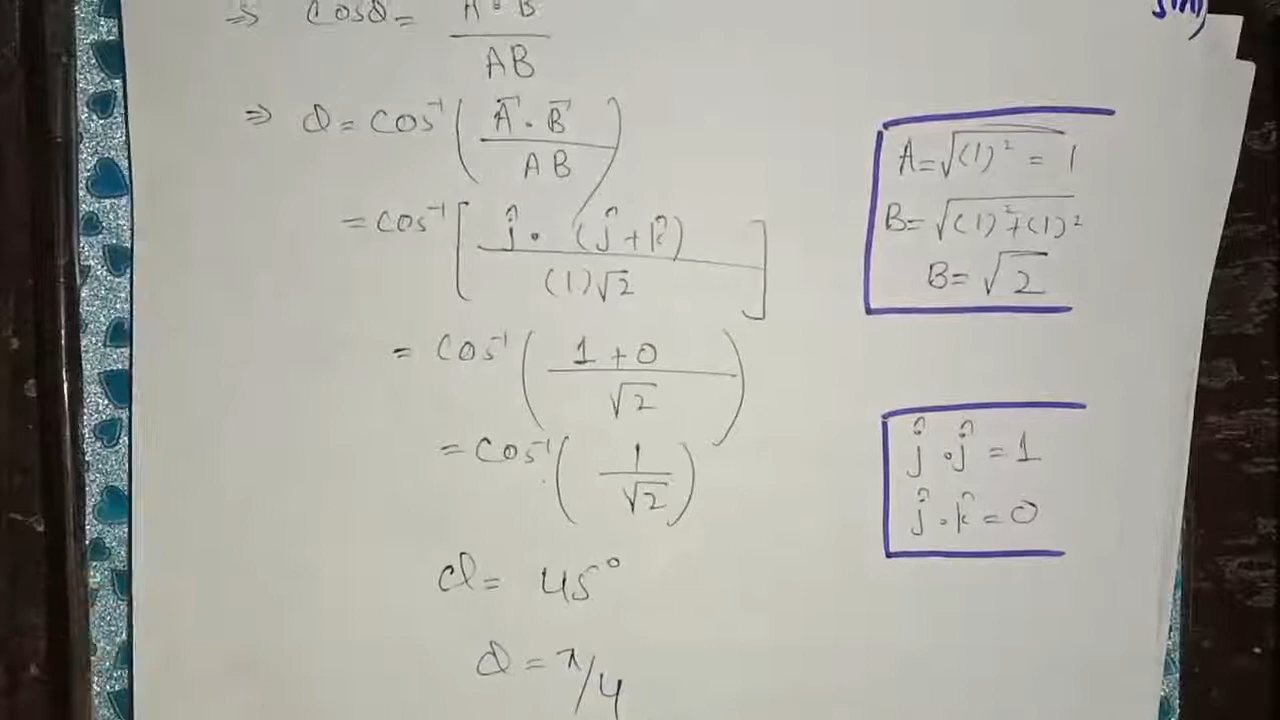 ⇒ Cosθ = A · B / AB
⇒ θ = cos⁻¹ ( A⃗ · B⃗ / AB )
= cos⁻¹ [ ĵ · (ĵ + k̂) / (1)√2 ]
= cos⁻¹ ( 1 + 0 / √2 )
= cos⁻¹ ( 1 / √2 )
θ = 45°
θ = π/4
A = √(1)² = 1
B = √(1)² + (1)²
B = √2
ĵ · ĵ = 1
ĵ · k̂ = 0